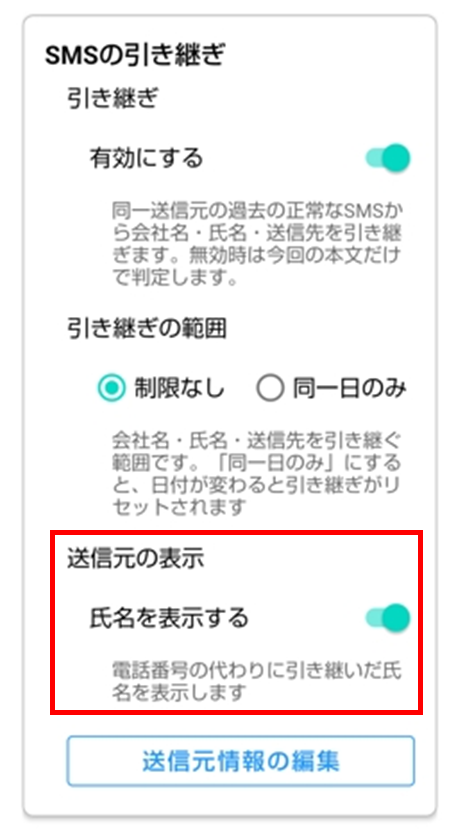 SMSの引き継ぎ
引き継ぎ
有効にする
同一送信元の過去の正常なSMSか
ら会社名・氏名・送信先を引き継
ぎます。無効時は今回の本文だけ
で判定します。
引き継ぎの範囲
制限なし 同一日のみ
会社名・氏名・送信先を引き継ぐ
範囲です。「同一日のみ」にする
と、日付が変わると引き継ぎがリ
セットされます
送信元の表示
氏名を表示する
電話番号の代わりに引き継いだ氏
名を表示します
送信元情報の編集